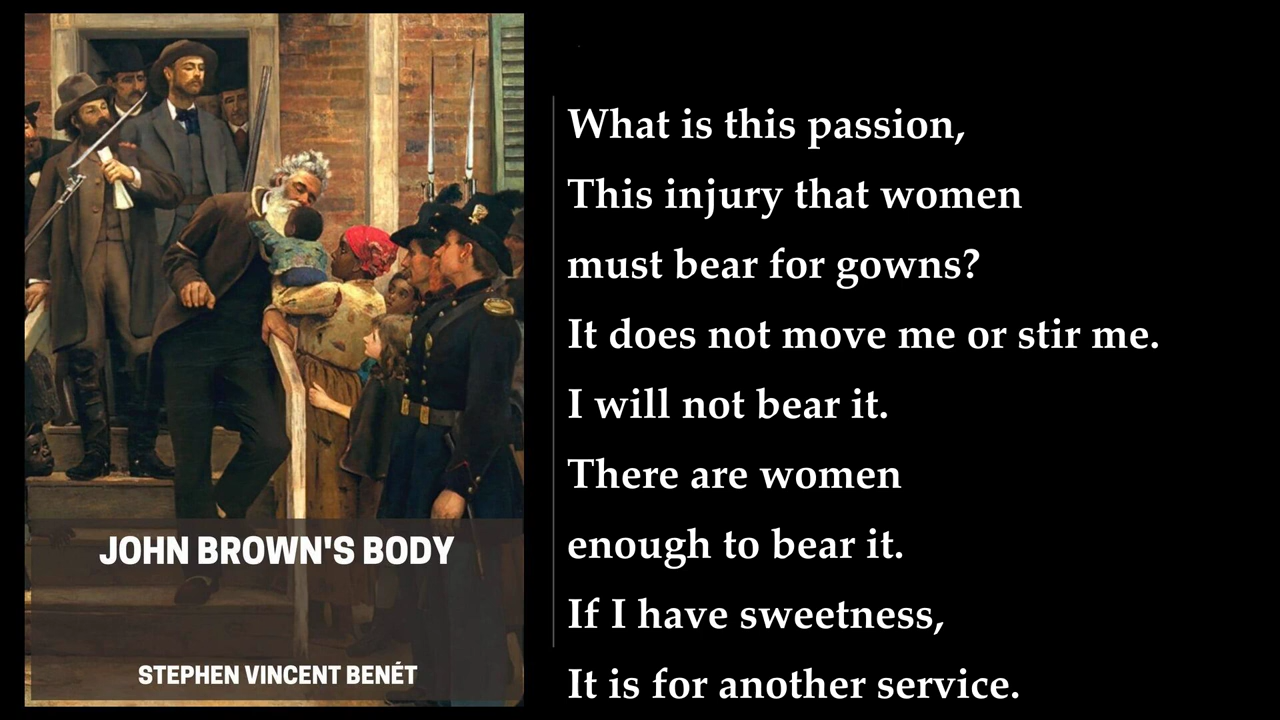 JOHN BROWN'S BODY
STEPHEN VINCENT BENÉT
What is this passion,
This injury that women
must bear for gowns?
It does not move me or stir me.
I will not bear it.
There are women
enough to bear it.
If I have sweetness,
It is for another service.